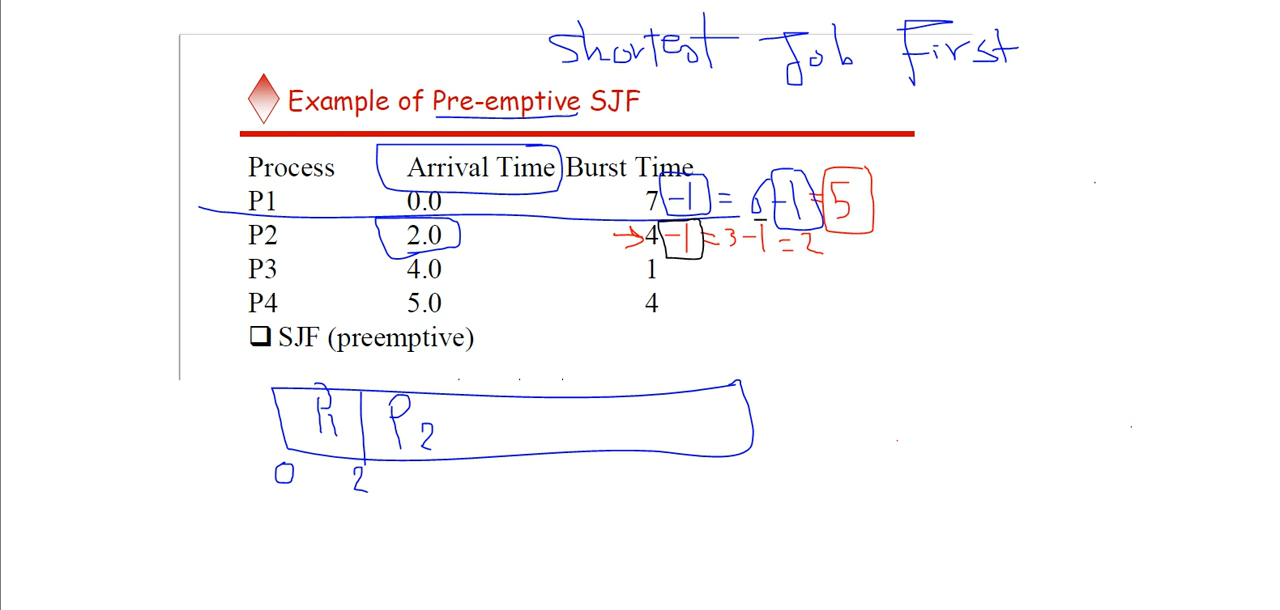 Shortest Job First
Example of Pre-emptive SJF
Process Arrival Time Burst Time
P1 0.0 7 -1 = 6 -1 = 5
P2 2.0 → 4 -1 = 3 -1 = 2
P3 4.0 1
P4 5.0 4
❑ SJF (preemptive)
P1 P2
0 2